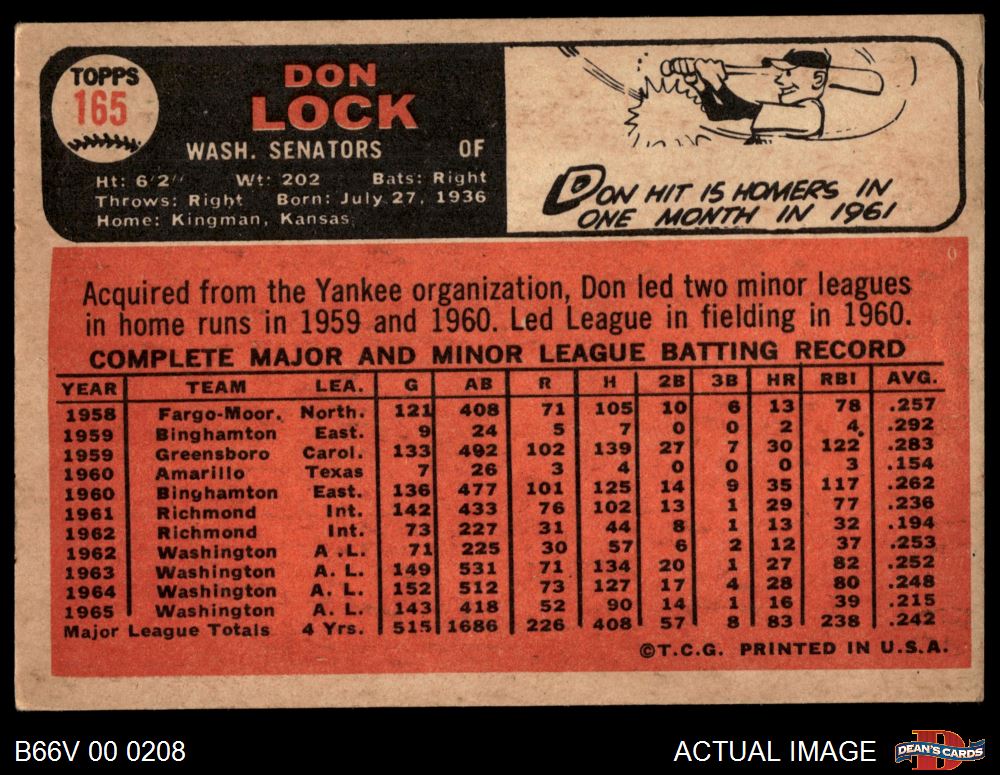 TOPPS
165
DON
LOCK
WASH. SENATORS OF
Ht: 6'2" Wt: 202 Bats: Right
Throws: Right Born: July 27, 1936
Home: Kingman, Kansas
DON HIT 15 HOMERS IN
ONE MONTH IN 1961
Acquired from the Yankee organization, Don led two minor leagues
in home runs in 1959 and 1960. Led League in fielding in 1960.
COMPLETE MAJOR AND MINOR LEAGUE BATTING RECORD
YEAR TEAM LEA. G AB R H 2B 3B HR RBI AVG.
1958 Fargo-Moor. North. 121 408 71 105 10 6 13 78 .257
1959 Binghamton East. 9 24 5 7 0 0 2 4 .292
1959 Greensboro Carol. 133 492 102 139 27 7 30 122 .283
1960 Amarillo Texas 7 26 3 4 0 0 0 3 .154
1960 Binghamton East. 136 477 101 125 14 9 35 117 .262
1961 Richmond Int. 142 433 76 102 13 1 29 77 .236
1962 Richmond Int. 73 227 31 44 8 1 13 32 .194
1962 Washington A.L. 71 225 30 57 6 2 12 37 .253
1963 Washington A. L. 149 531 71 134 20 1 27 82 .252
1964 Washington A. L. 152 512 73 127 17 4 28 80 .248
1965 Washington A. L. 143 418 52 90 14 1 16 39 .215
Major League Totals 4 Yrs. 515 1686 226 408 57 8 83 238 .242
©T.C.G. PRINTED IN U.S.A.
B66V 00 0208
ACTUAL IMAGE
DEAN'S CARDS